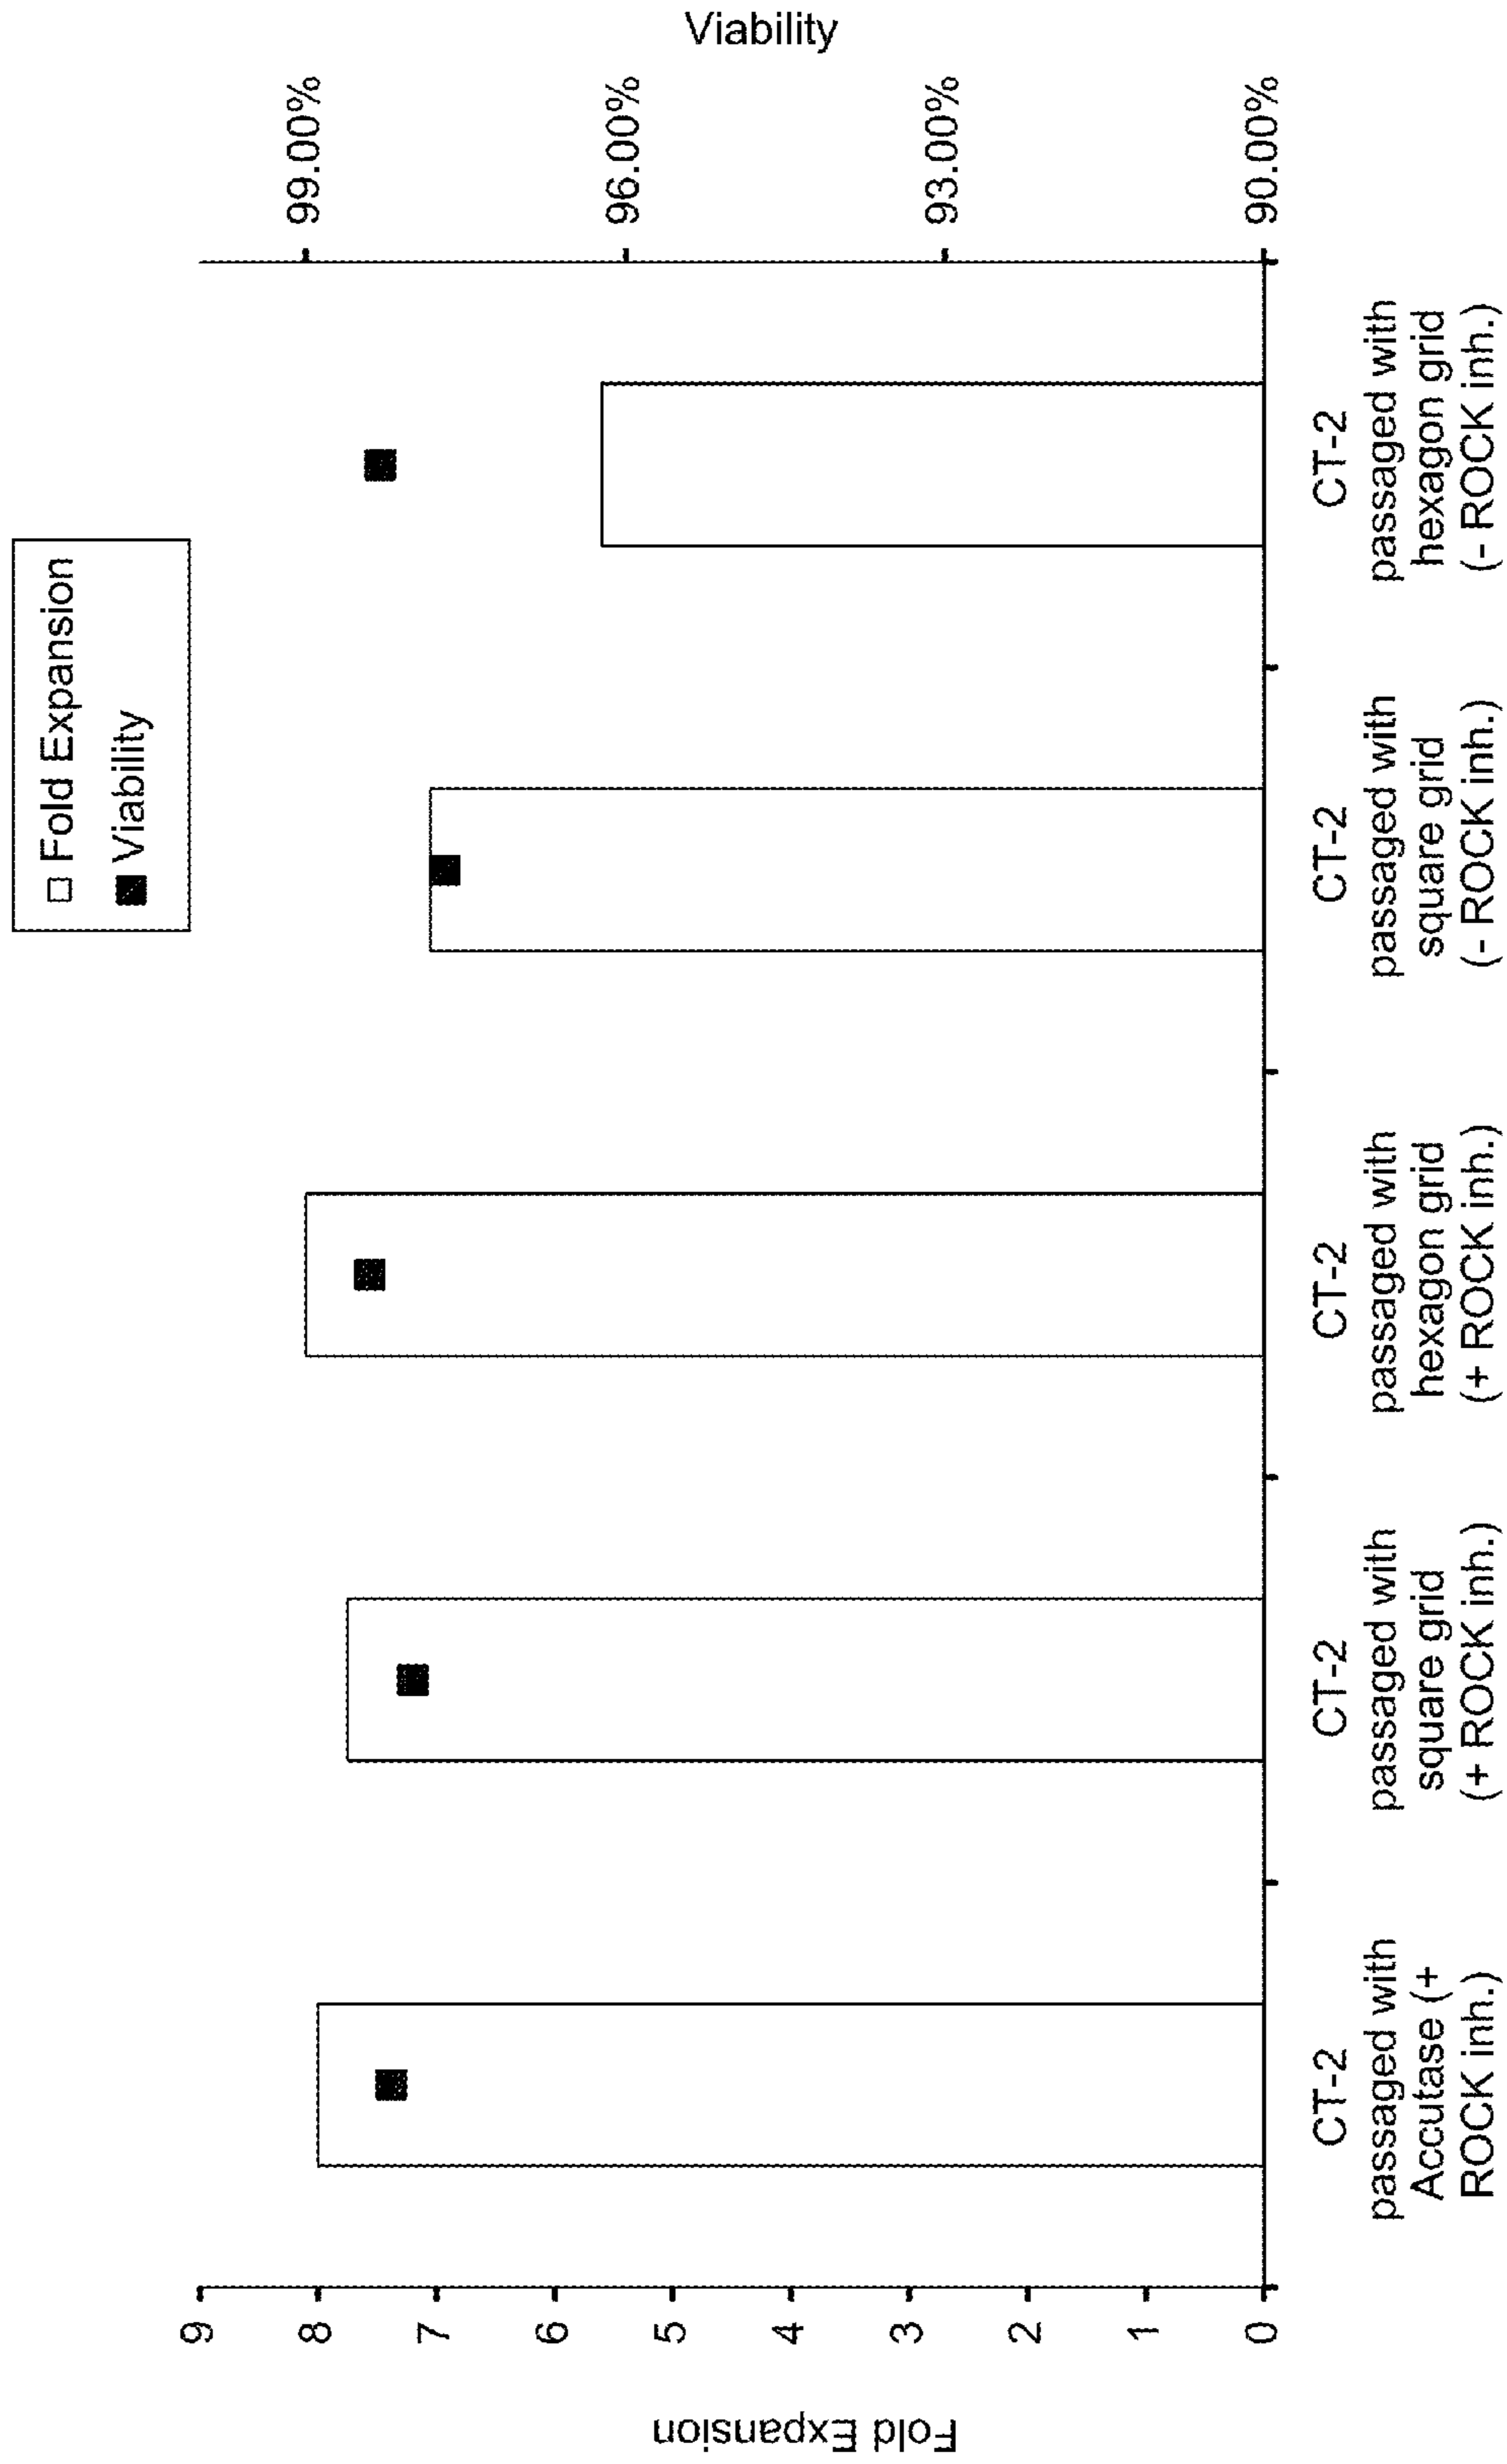 Fold Expansion
Viability
Fold Expansion
9
8
7
6
5
4
3
2
1
0
Viability
99.00%
96.00%
93.00%
90.00%
CT-2
passaged with
Accutase (+
ROCK inh.)
CT-2
passaged with
square grid
(+ ROCK inh.)
CT-2
passaged with
hexagon grid
(+ ROCK inh.)
CT-2
passaged with
square grid
(- ROCK inh.)
CT-2
passaged with
hexagon grid
(- ROCK inh.)